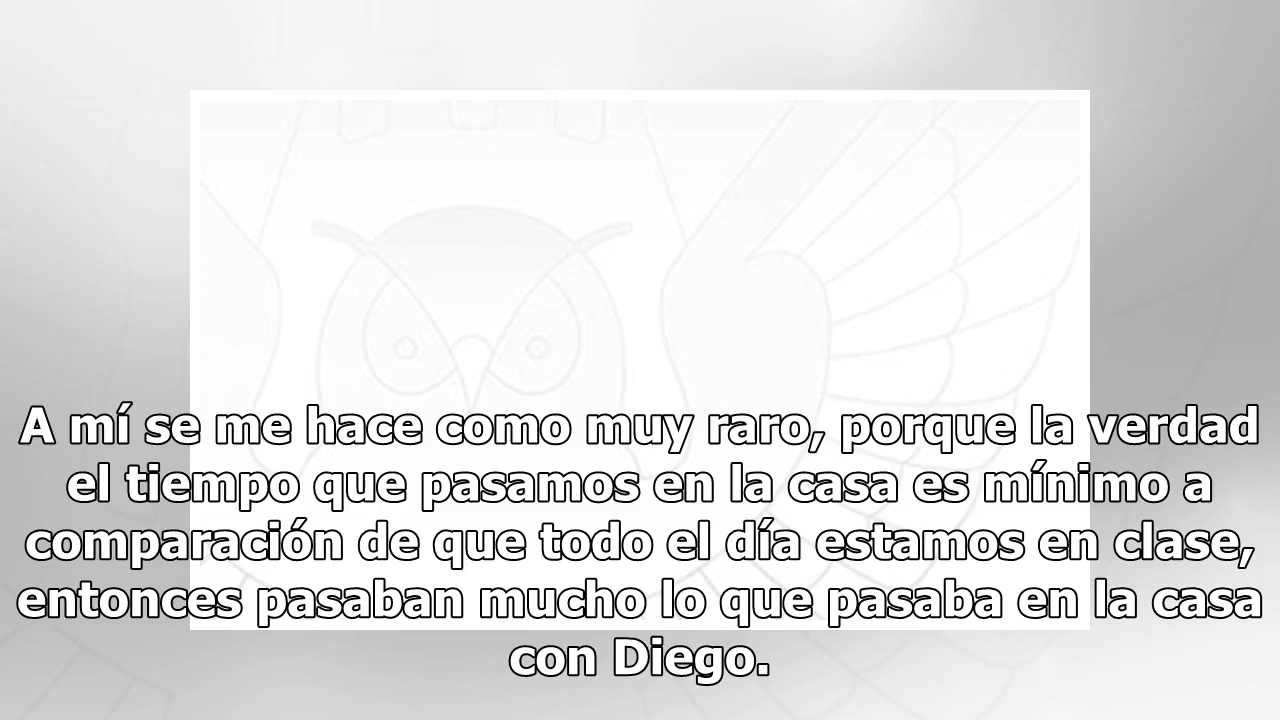 A mí se me hace como muy raro, porque la verdad
el tiempo que pasamos en la casa es mínimo a
comparación de que todo el día estamos en clase,
entonces pasaban mucho lo que pasaba en la casa
con Diego.